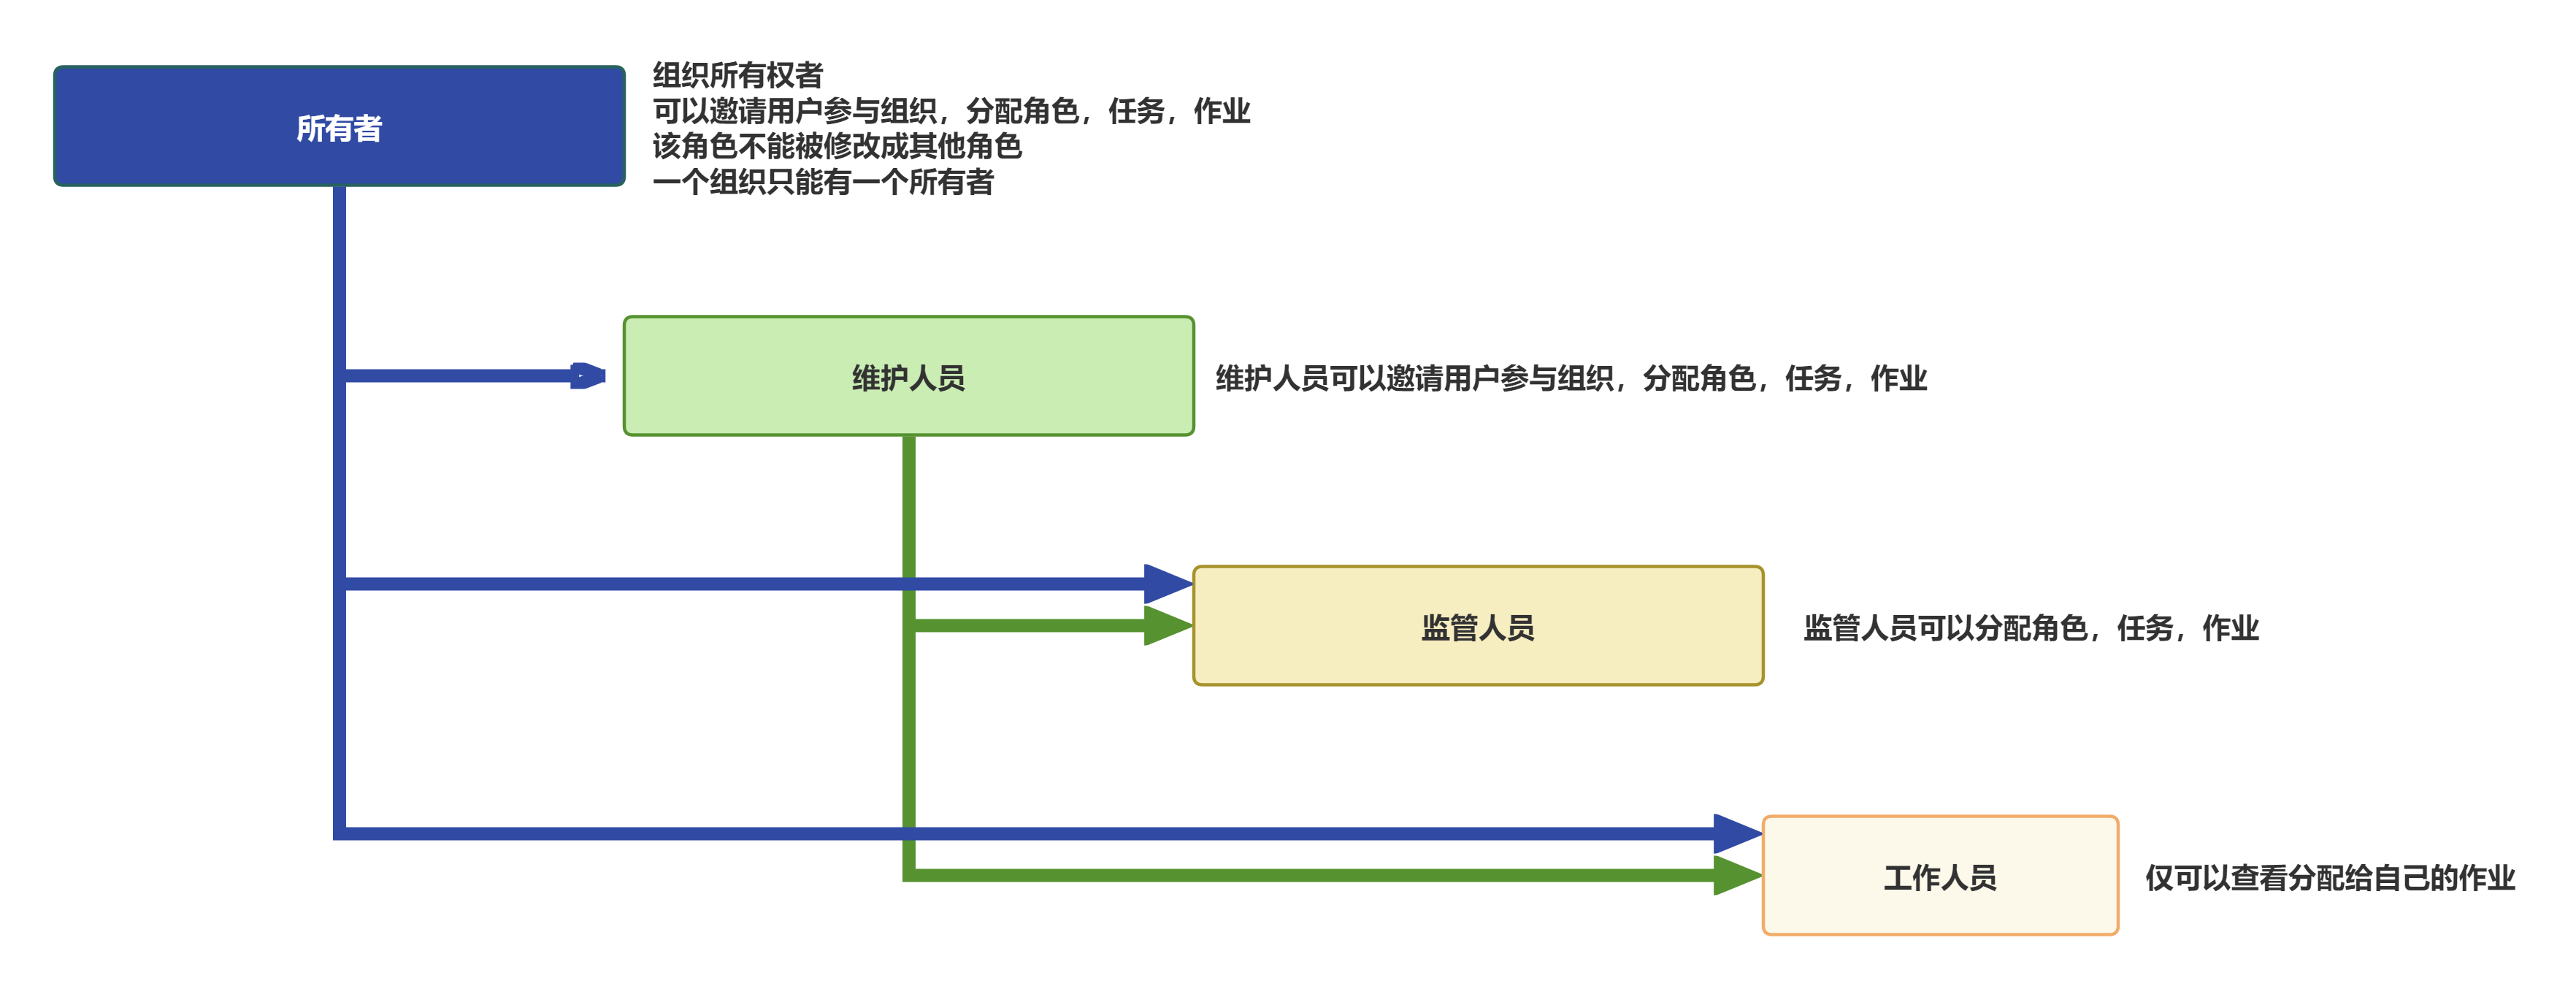 所有者
组织所有权者
可以邀请用户参与组织，分配角色，任务，作业
该角色不能被修改成其他角色
一个组织只能有一个所有者
维护人员
维护人员可以邀请用户参与组织，分配角色，任务，作业
监管人员
监管人员可以分配角色，任务，作业
工作人员
仅可以查看分配给自己的作业